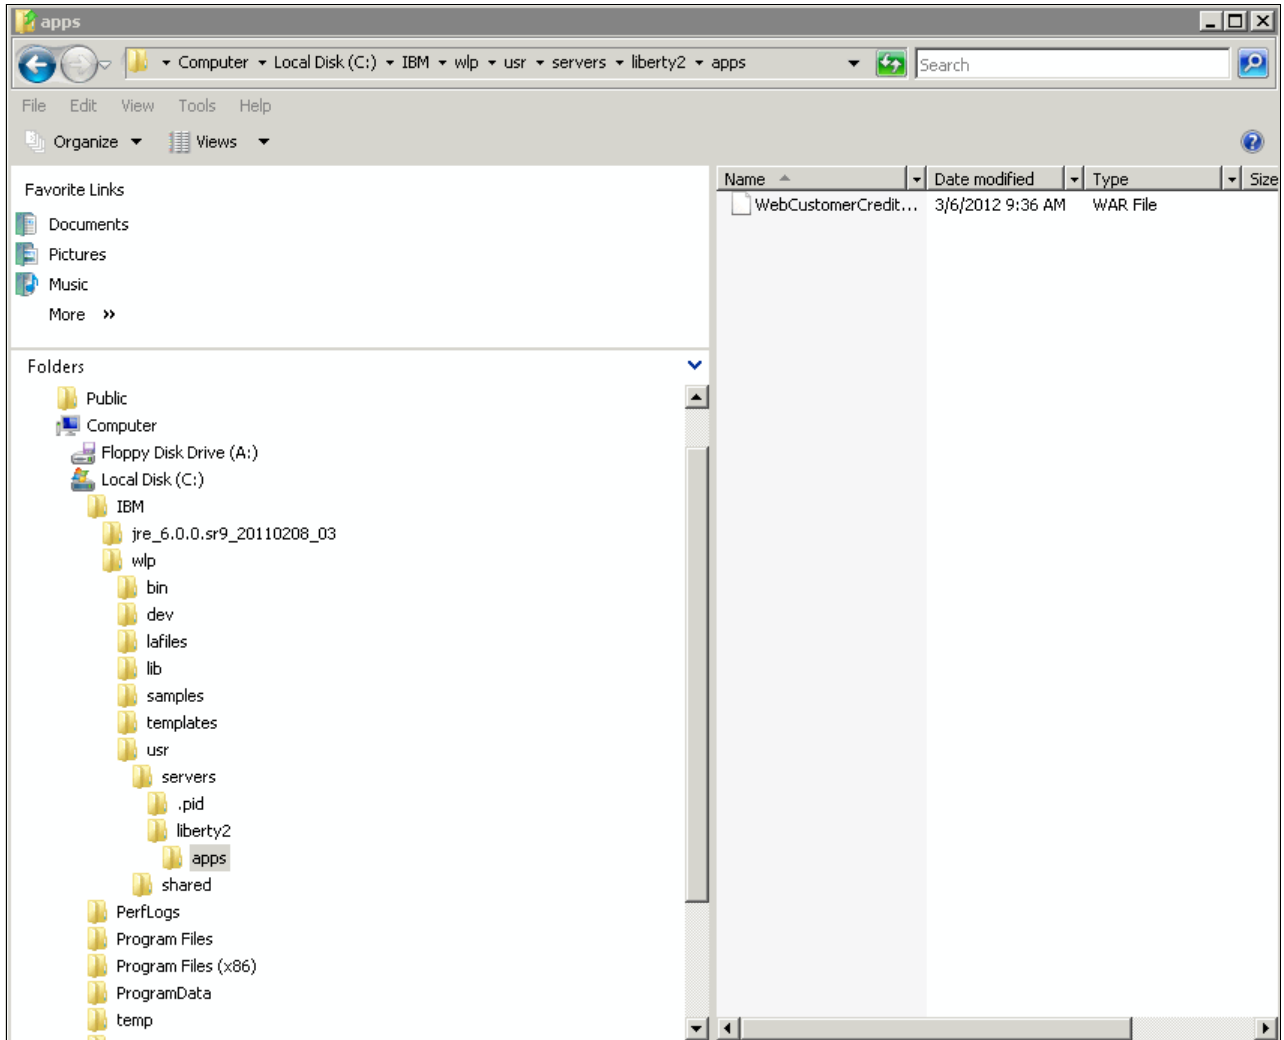 apps
Computer Local Disk (C:) IBM wlp usr servers liberty2 apps
Search
File Edit View Tools Help
Organize Views
Favorite Links
Documents
Pictures
Music
More »
Folders
Public
Computer
Floppy Disk Drive (A:)
Local Disk (C:)
IBM
jre_6.0.0.sr9_20110208_03
wlp
bin
dev
lafiles
lib
samples
templates
usr
servers
.pid
liberty2
apps
shared
PerfLogs
Program Files
Program Files (x86)
ProgramData
temp
Name Date modified Type Size
WebCustomerCredit... 3/6/2012 9:36 AM WAR File